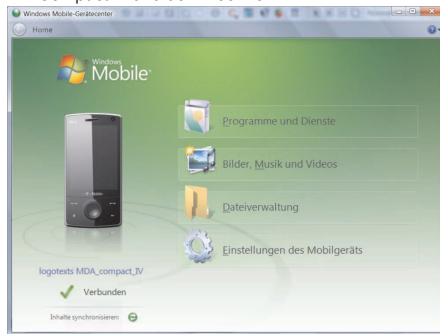 Windows Mobile-Gerätecenter
Home
Windows
Mobile
Programme und Dienste
Bilder, Musik und Videos
Dateiverwaltung
Einstellungen des Mobilgeräts
logotexts MDA_compact_IV
Verbunden
Inhalte synchronisieren: